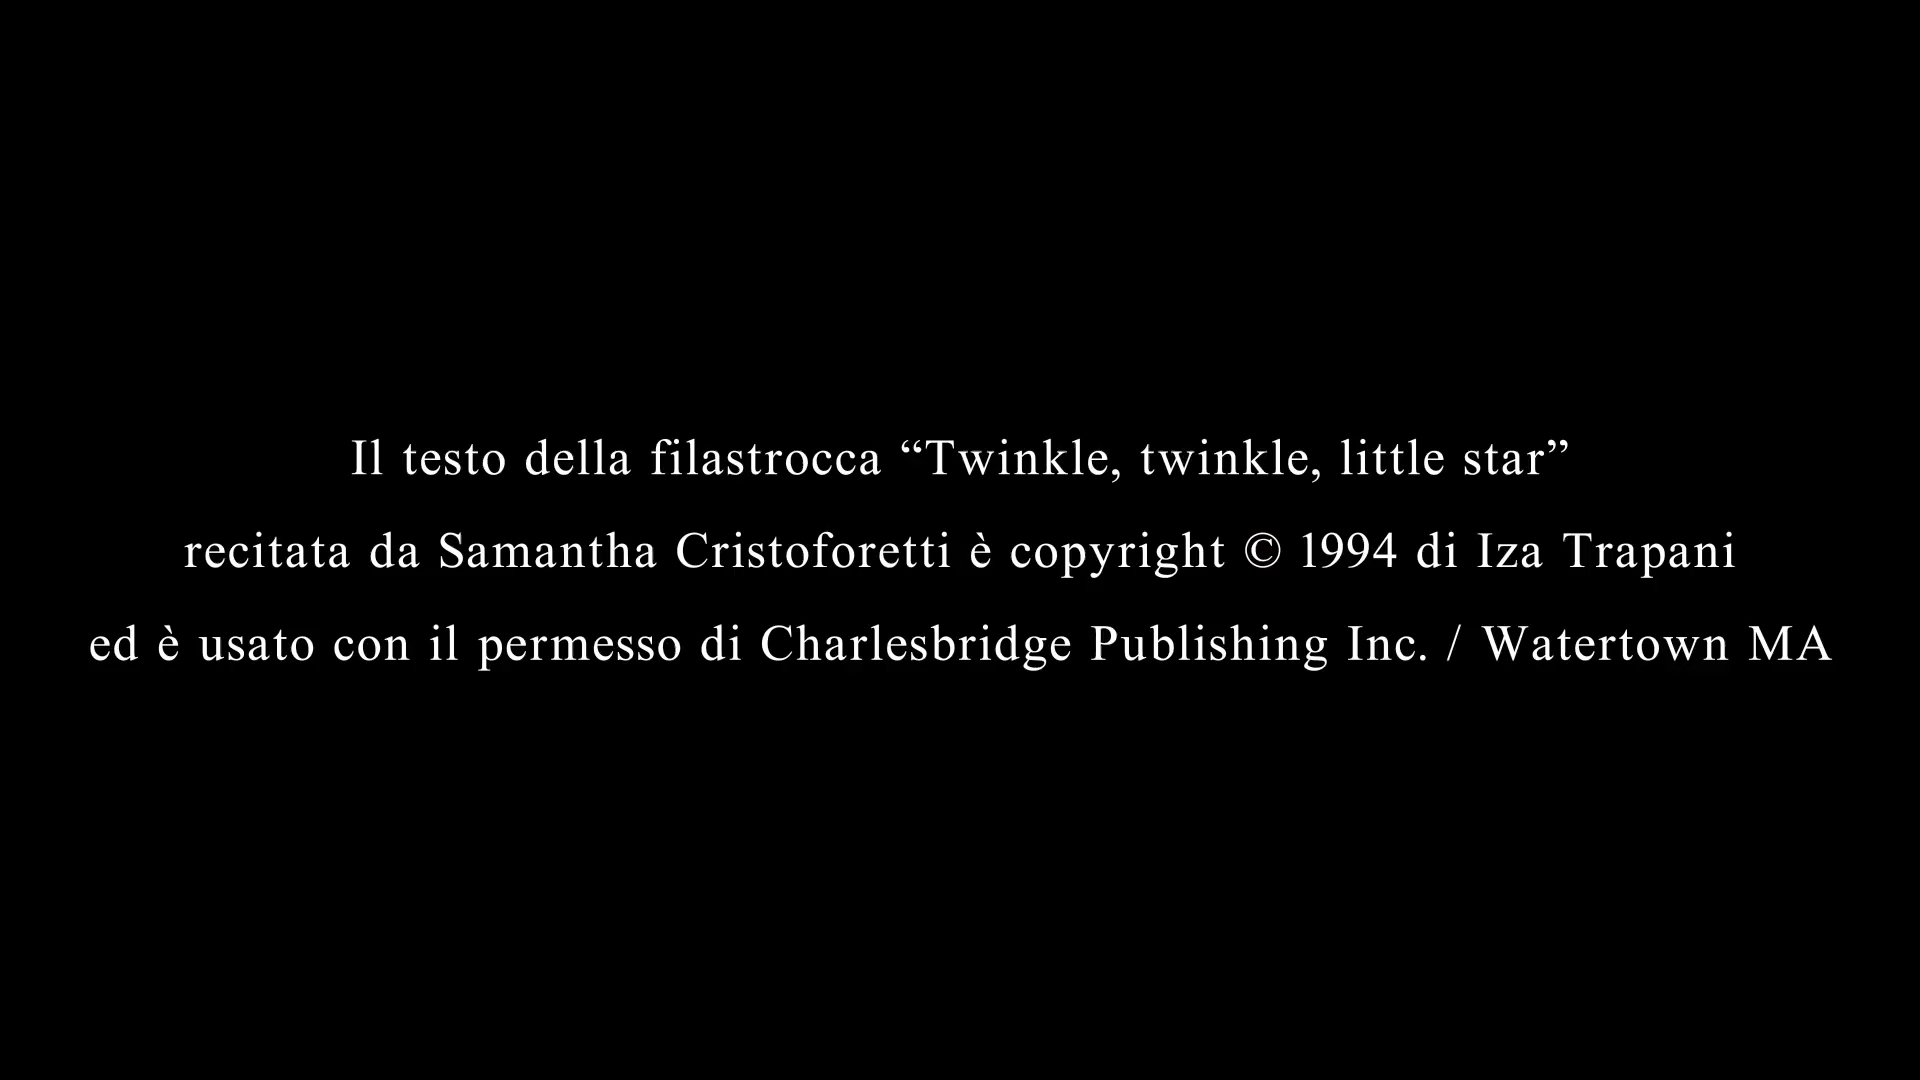 Il testo della filastrocca “Twinkle, twinkle, little star”
recitata da Samantha Cristoforetti è copyright © 1994 di Iza Trapani
ed è usato con il permesso di Charlesbridge Publishing Inc. / Watertown MA